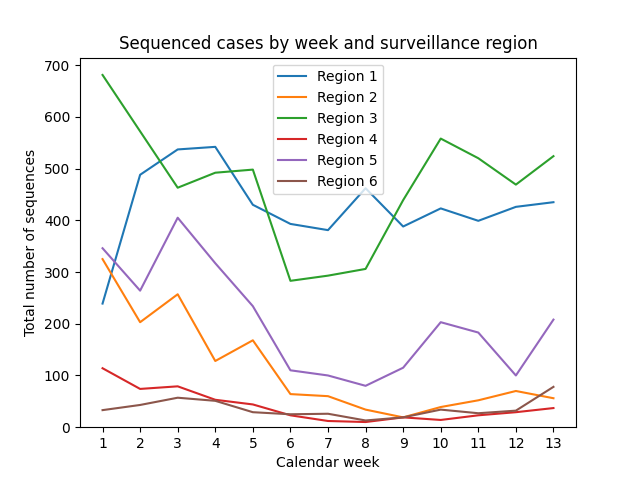 Sequenced cases by week and surveillance region
700
600
500
400
300
200
100
0
Total number of sequences
Region 1
Region 2
Region 3
Region 4
Region 5
Region 6
1 2 3 4 5 6 7 8 9 10 11 12 13
Calendar week